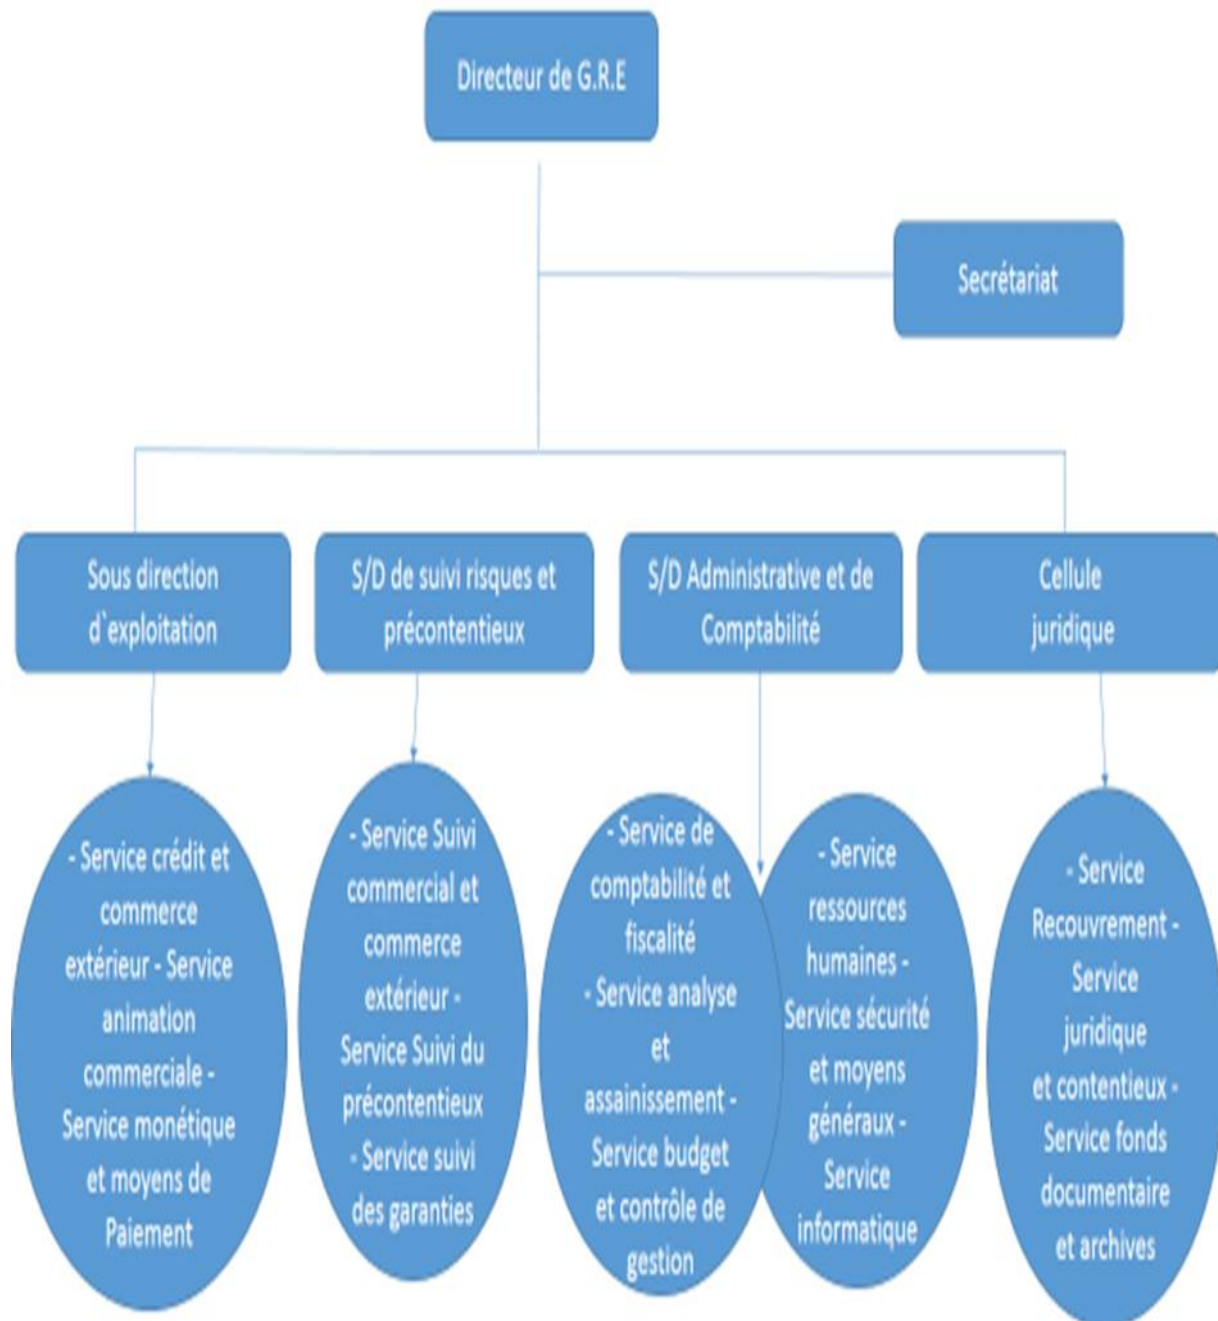 Directeur de G.R.E
Secrétariat
Sous direction
d`exploitation
S/D de suivi risques et
précontentieux
S/D Administrative et de
Comptabilité
Cellule
juridique
- Service crédit et
commerce
extérieur - Service
animation
commerciale -
Service monétique
et moyens de
Paiement
- Service Suivi
commercial et
commerce
extérieur -
Service Suivi du
précontentieux
- Service suivi
des garanties
- Service de
comptabilité et
fiscalité
- Service analyse
et
assainissement -
Service budget
et contrôle de
gestion
- Service
ressources
humaines -
Service sécurité
et moyens
généraux -
Service
informatique
- Service
Recouvrement -
Service
juridique
et contentieux -
Service fonds
documentaire
et archives